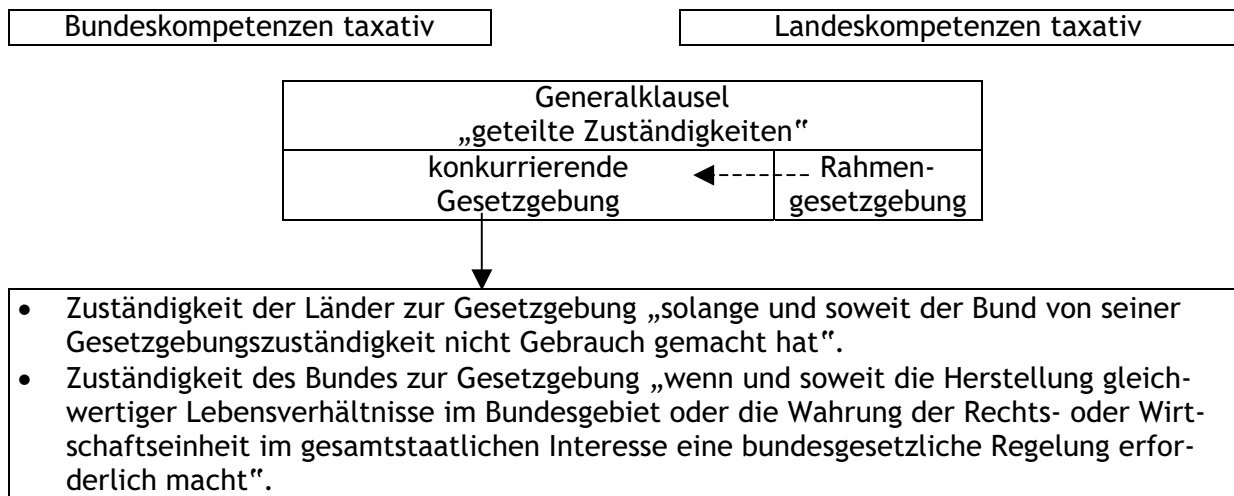 Bundeskompetenzen taxativ
Landeskompetenzen taxativ
Generalklausel
„geteilte Zuständigkeiten“
konkurrierende
Gesetzgebung
Rahmen-
gesetzgebung
• Zuständigkeit der Länder zur Gesetzgebung „solange und soweit der Bund von seiner
Gesetzgebungszuständigkeit nicht Gebrauch gemacht hat“.
• Zuständigkeit des Bundes zur Gesetzgebung „wenn und soweit die Herstellung gleich-
wertiger Lebensverhältnisse im Bundesgebiet oder die Wahrung der Rechts- oder Wirt-
schaftseinheit im gesamtstaatlichen Interesse eine bundesgesetzliche Regelung erfor-
derlich macht“.